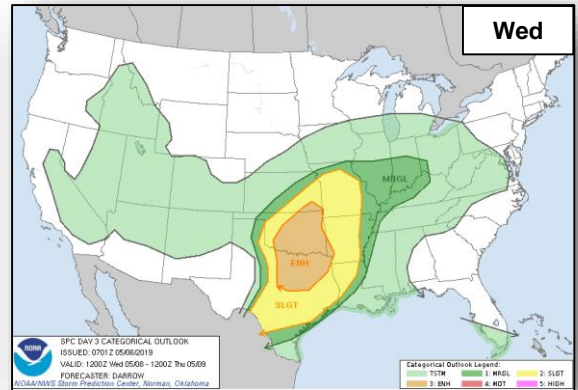 Wed
MRGL
ENH
SLGT
NOAA
SPC DAY 3 CATEGORICAL OUTLOOK
ISSUED: 0701Z 05/06/2019
VALID: 1200Z Wed 05/08 - 1200Z Thu 05/09
FORECASTER: DARROW
NOAA/NWS Storm Prediction Center, Norman, Oklahoma
Categorical Outlook Legend:
TSTM 1: MRGL 2: SLGT
3: ENH 4: MDT 5: HIGH